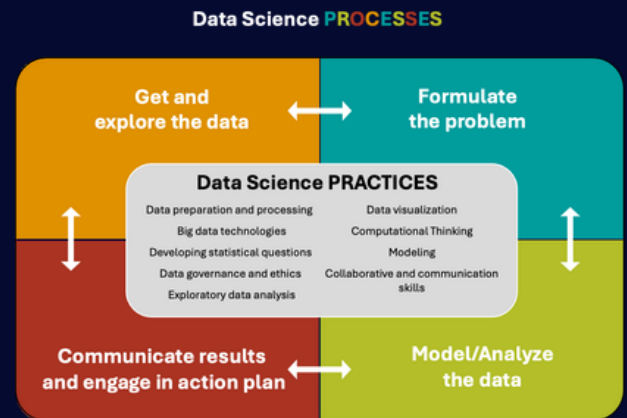 Data Science PROCESSES
Get and
explore the data
Formulate
the problem
Data Science PRACTICES
Data preparation and processing
Big data technologies
Developing statistical questions
Data governance and ethics
Exploratory data analysis
Data visualization
Computational Thinking
Modeling
Collaborative and communication
skills
Communicate results
and engage in action plan
Model/Analyze
the data